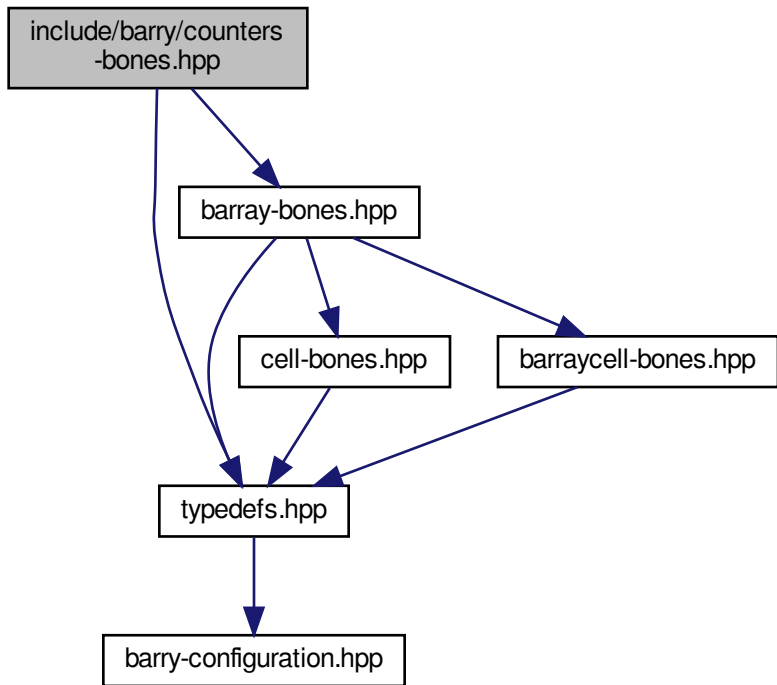 include/barry/counters
-bones.hpp
barray-bones.hpp
cell-bones.hpp
barraycell-bones.hpp
typedefs.hpp
barry-configuration.hpp